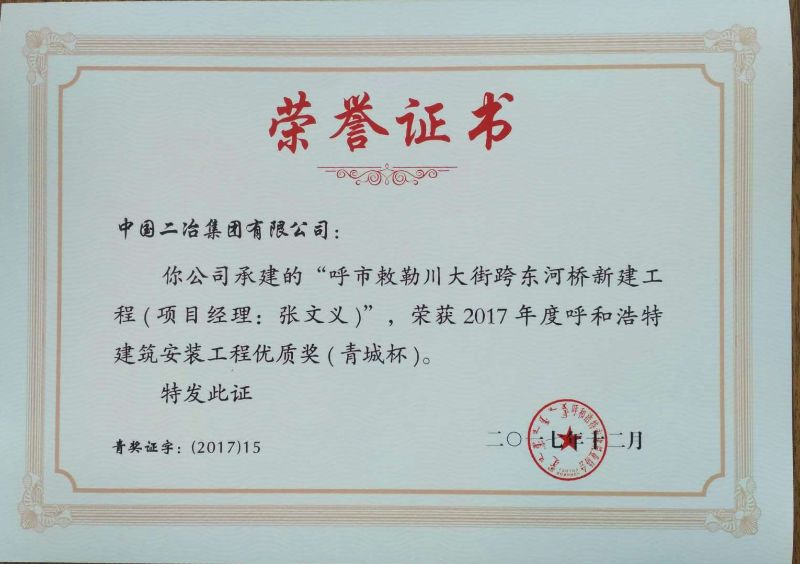 荣誉证书
中国二冶集团有限公司：
你公司承建的“呼市敕勒川大街跨东河桥新建工
程(项目经理：张文义)”，荣获2017年度呼和浩特
建筑安装工程优质奖(青城杯)。
特发此证
青奖证字：(2017)15
二〇一七年十二月